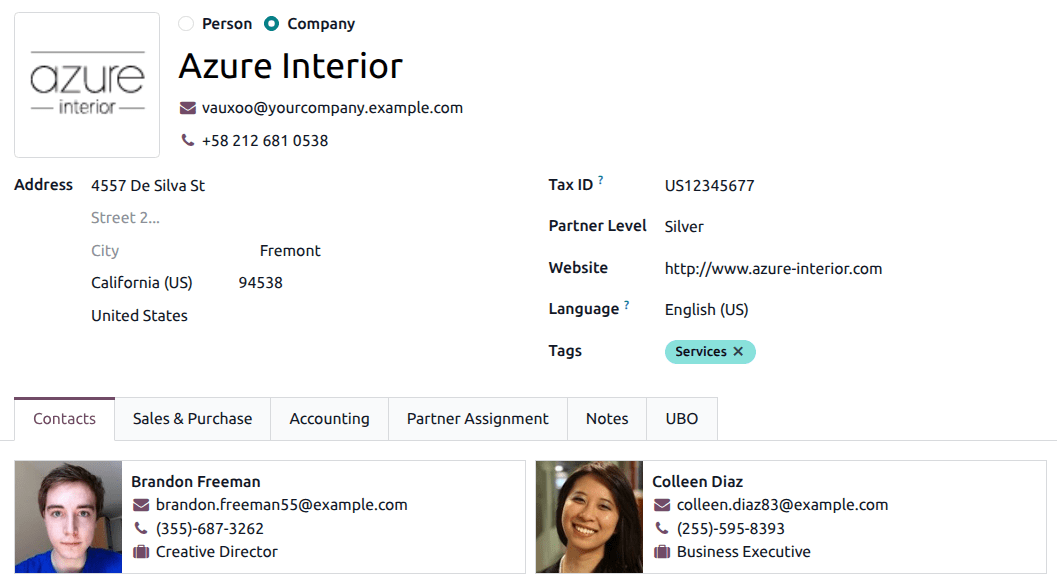 azure
interior
Person Company
Azure Interior
vauxoo@yourcompany.example.com
+58 212 681 0538
Address 4557 De Silva St
Street 2...
City Fremont
California (US) 94538
United States
Tax ID ? US12345677
Partner Level Silver
Website http://www.azure-interior.com
Language ? English (US)
Tags Services ✕
Contacts Sales & Purchase Accounting Partner Assignment Notes UBO
Brandon Freeman
brandon.freeman55@example.com
(355)-687-3262
Creative Director
Colleen Diaz
colleen.diaz83@example.com
(255)-595-8393
Business Executive